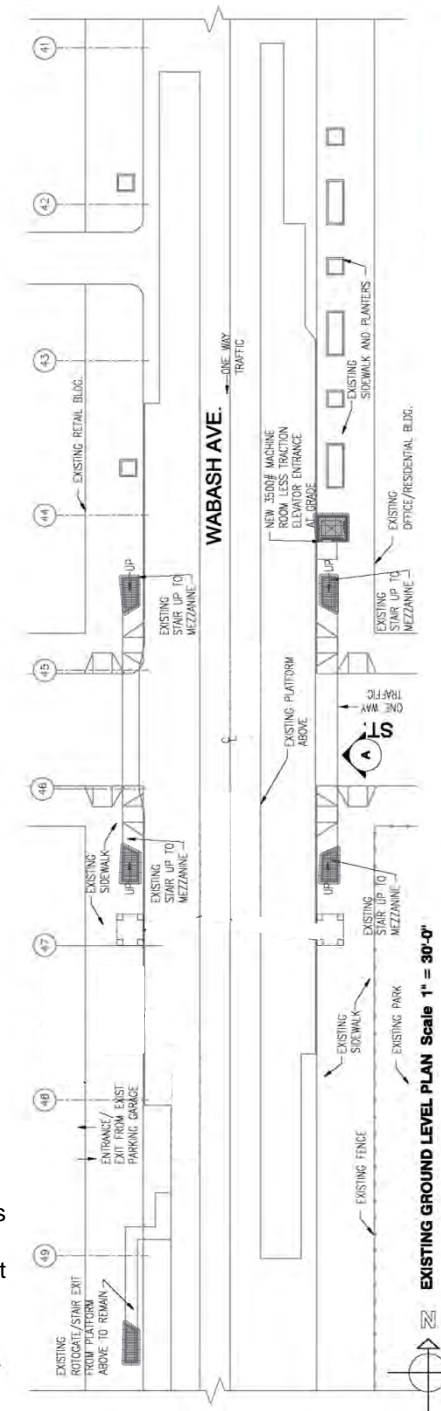 s
t
49
48
47
46
45
44
43
42
41
EXISTING
ROTOGATE/STAIR EXIT
FROM PLATFORM
ABOVE TO REMAIN
ENTRANCE/
EXIT FROM EXIST
PARKING GARAGE
EXISTING
SIDEWALK
UP
EXISTING
STAIR UP TO
MEZZANINE
UP
EXISTING
STAIR UP TO
MEZZANINE
EXISTING RETAIL BLDG.
WABASH AVE.
ONE WAY
TRAFFIC
EXISTING PLATFORM
ABOVE
NEW 3500# MACHINE
ROOM LESS TRACTION
ELEVATOR ENTRANCE
AT GRADE
UP
EXISTING
STAIR UP TO
MEZZANINE
UP
EXISTING
STAIR UP TO
MEZZANINE
ST.
ONE WAY
TRAFFIC
A
EXISTING
SIDEWALK
EXISTING
SIDEWALK AND PLANTERS
EXISTING
OFFICE/RESIDENTIAL BLDG.
EXISTING FENCE
EXISTING PARK
N
EXISTING GROUND LEVEL PLAN Scale 1" = 30'-0"